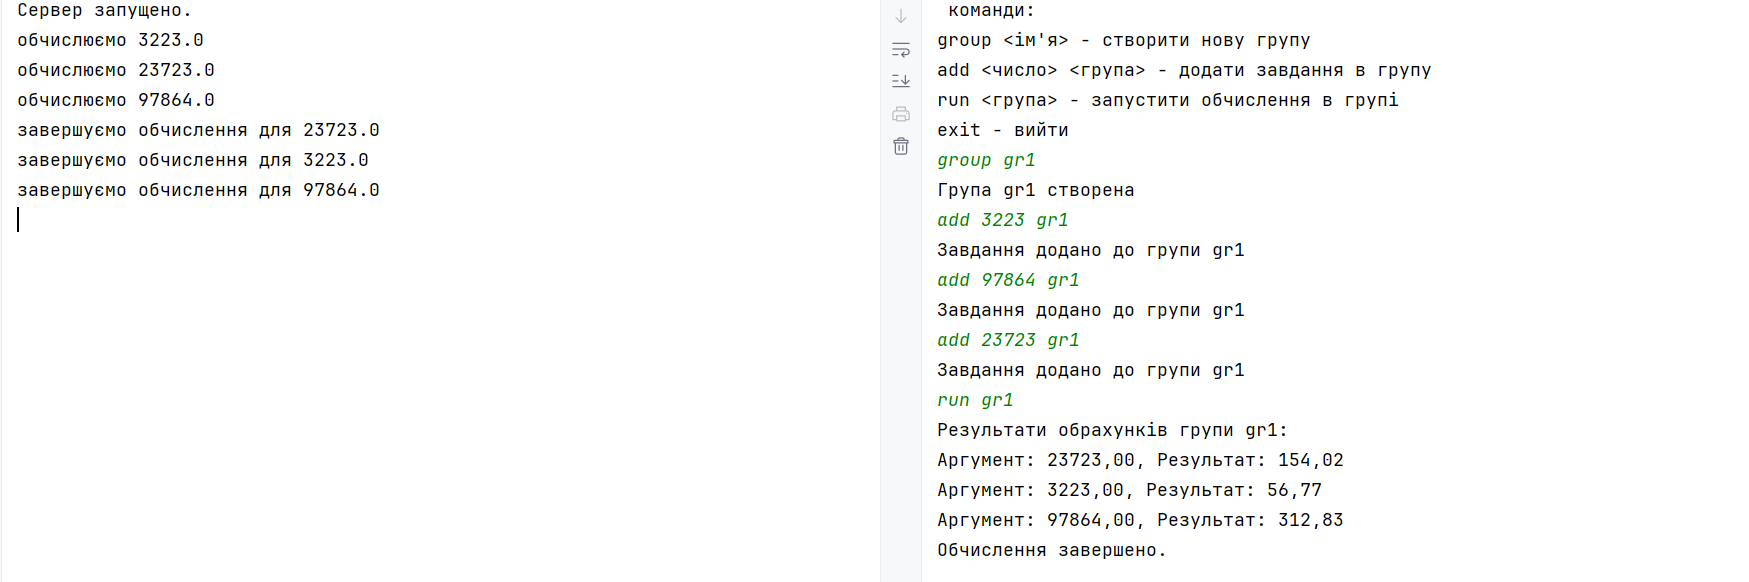 Сервер запущено.
обчислюємо 3223.0
обчислюємо 23723.0
обчислюємо 97864.0
завершуємо обчислення для 23723.0
завершуємо обчислення для 3223.0
завершуємо обчислення для 97864.0
команди:
group <ім'я> - створити нову групу
add <число> <група> - додати завдання в групу
run <група> - запустити обчислення в групі
exit - вийти
group gr1
Група gr1 створена
add 3223 gr1
Завдання додано до групи gr1
add 97864 gr1
Завдання додано до групи gr1
add 23723 gr1
Завдання додано до групи gr1
run gr1
Результати обрахунків групи gr1:
Аргумент: 23723,00, Результат: 154,02
Аргумент: 3223,00, Результат: 56,77
Аргумент: 97864,00, Результат: 312,83
Обчислення завершено.